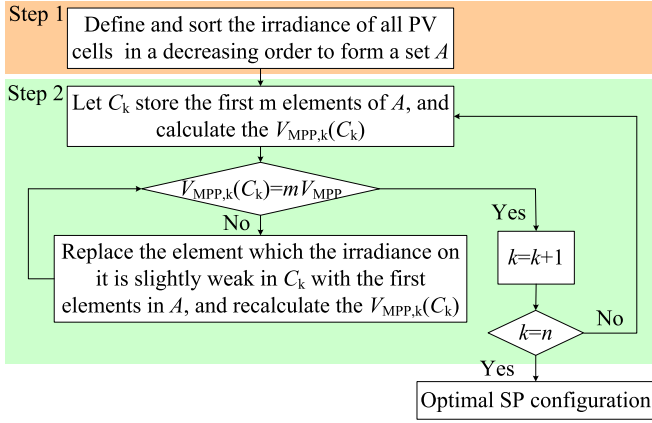 Step 1
Define and sort the irradiance of all PV
cells in a decreasing order to form a set A
Step 2
Let Ck store the first m elements of A, and
calculate the VMPP,k(Ck)
VMPP,k(Ck)=mVMPP
No
Yes
Replace the element which the irradiance on
it is slightly weak in Ck with the first
elements in A, and recalculate the VMPP,k(Ck)
k=k+1
k=n
No
Yes
Optimal SP configuration